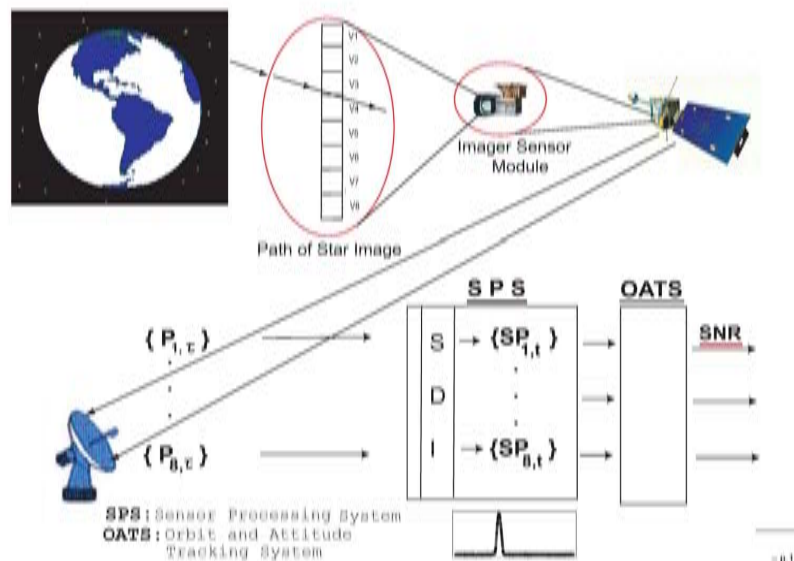 V1
V2
V3
V4
V5
V6
V7
V8
Path of Star Image
Imager Sensor
Module
S P S
OATS
{ P1,τ }
S
{SP1,t}
SNR
D
{ P8,τ }
I
{SP8,t}
SPS:Sensor Processing System
OATS:Orbit and Attitude
Tracking System